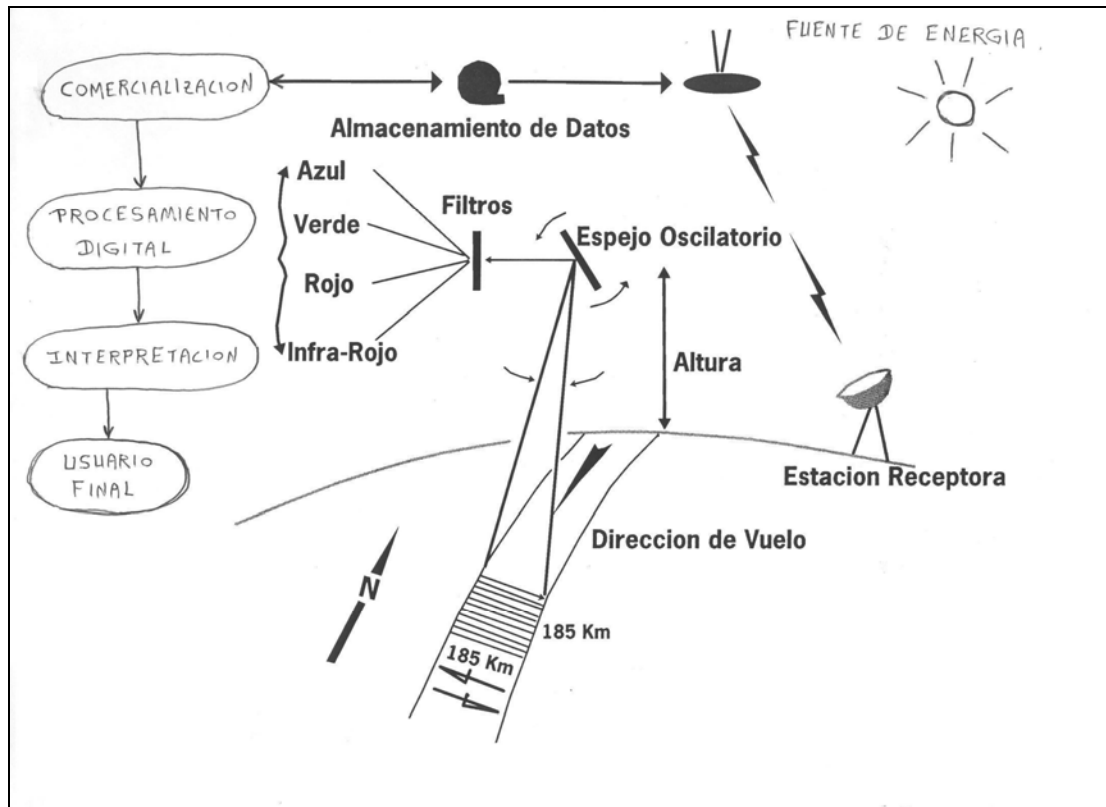 FUENTE DE ENERGIA.
COMERCIALIZACION
Almacenamiento de Datos
Azul
Filtros
Verde
Espejo Oscilatorio
PROCESAMIENTO
DIGITAL
Rojo
INTERPRETACION
Infra-Rojo
Altura
USUARIO
FINAL
Estacion Receptora
Direccion de Vuelo
N
185 Km
185 Km